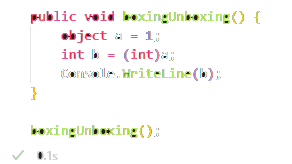 public void boxingUnboxing() {
object a = 1;
int b = (int)a;
Console.WriteLine(b);
}
boxingUnboxing();
0.1s